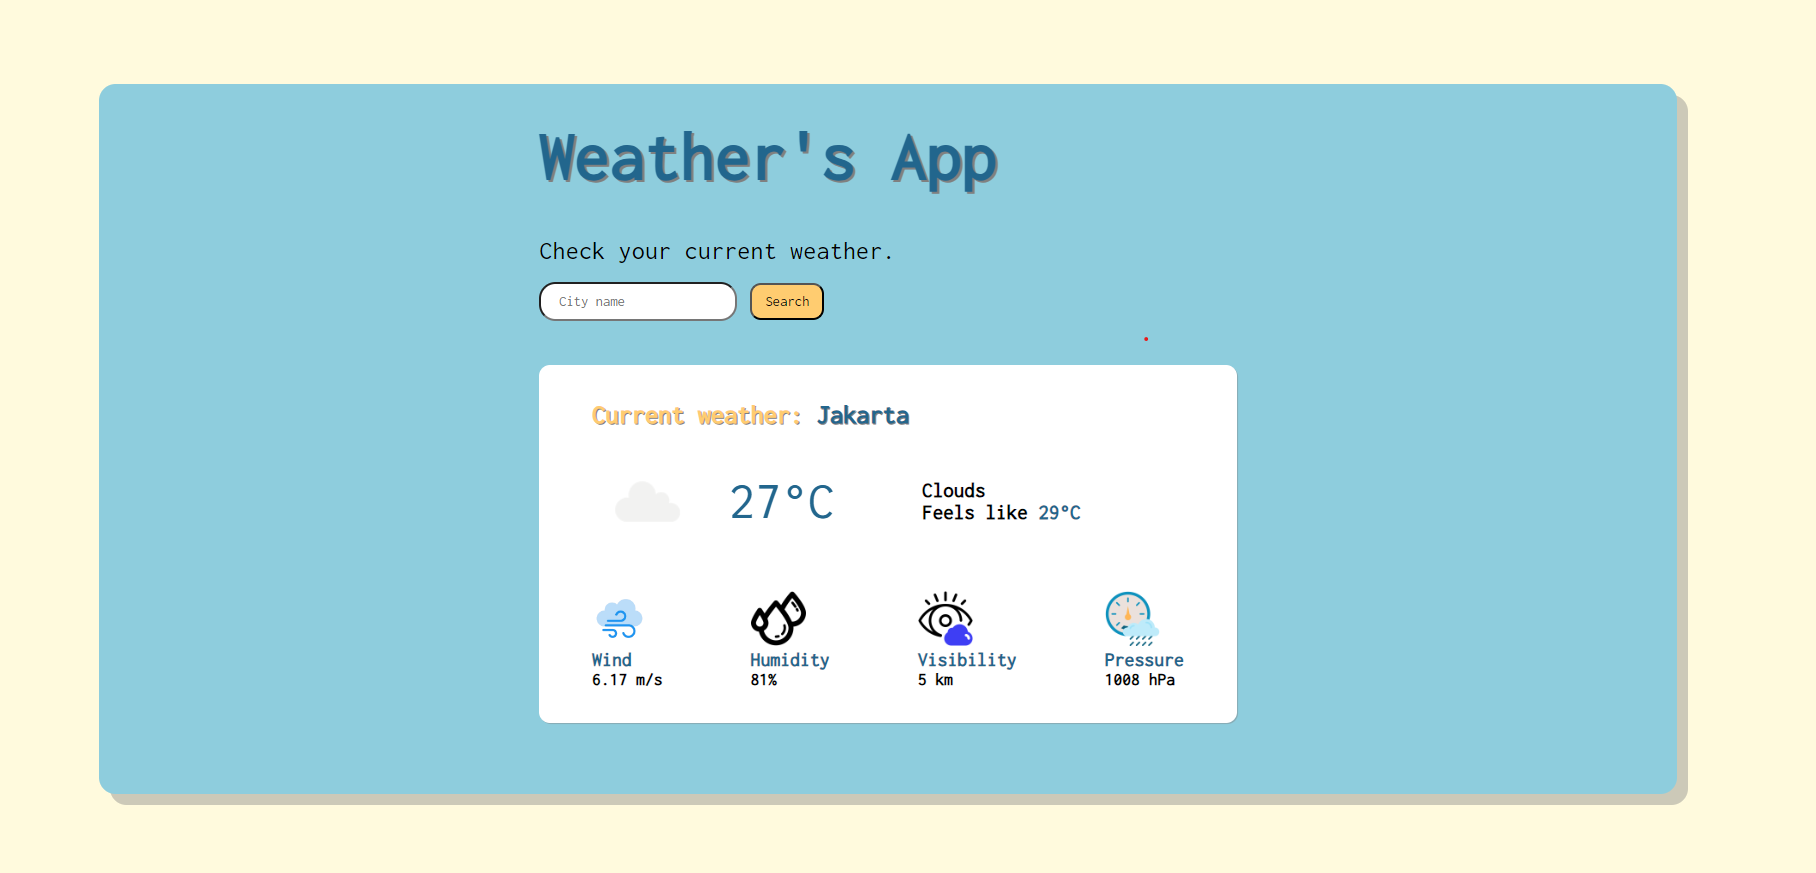 Weather's App
Check your current weather.
City name Search
Current weather: Jakarta
27°C
Clouds
Feels like 29°C
Wind Humidity Visibility Pressure
6.17 m/s 81% 5 km 1008 hPa